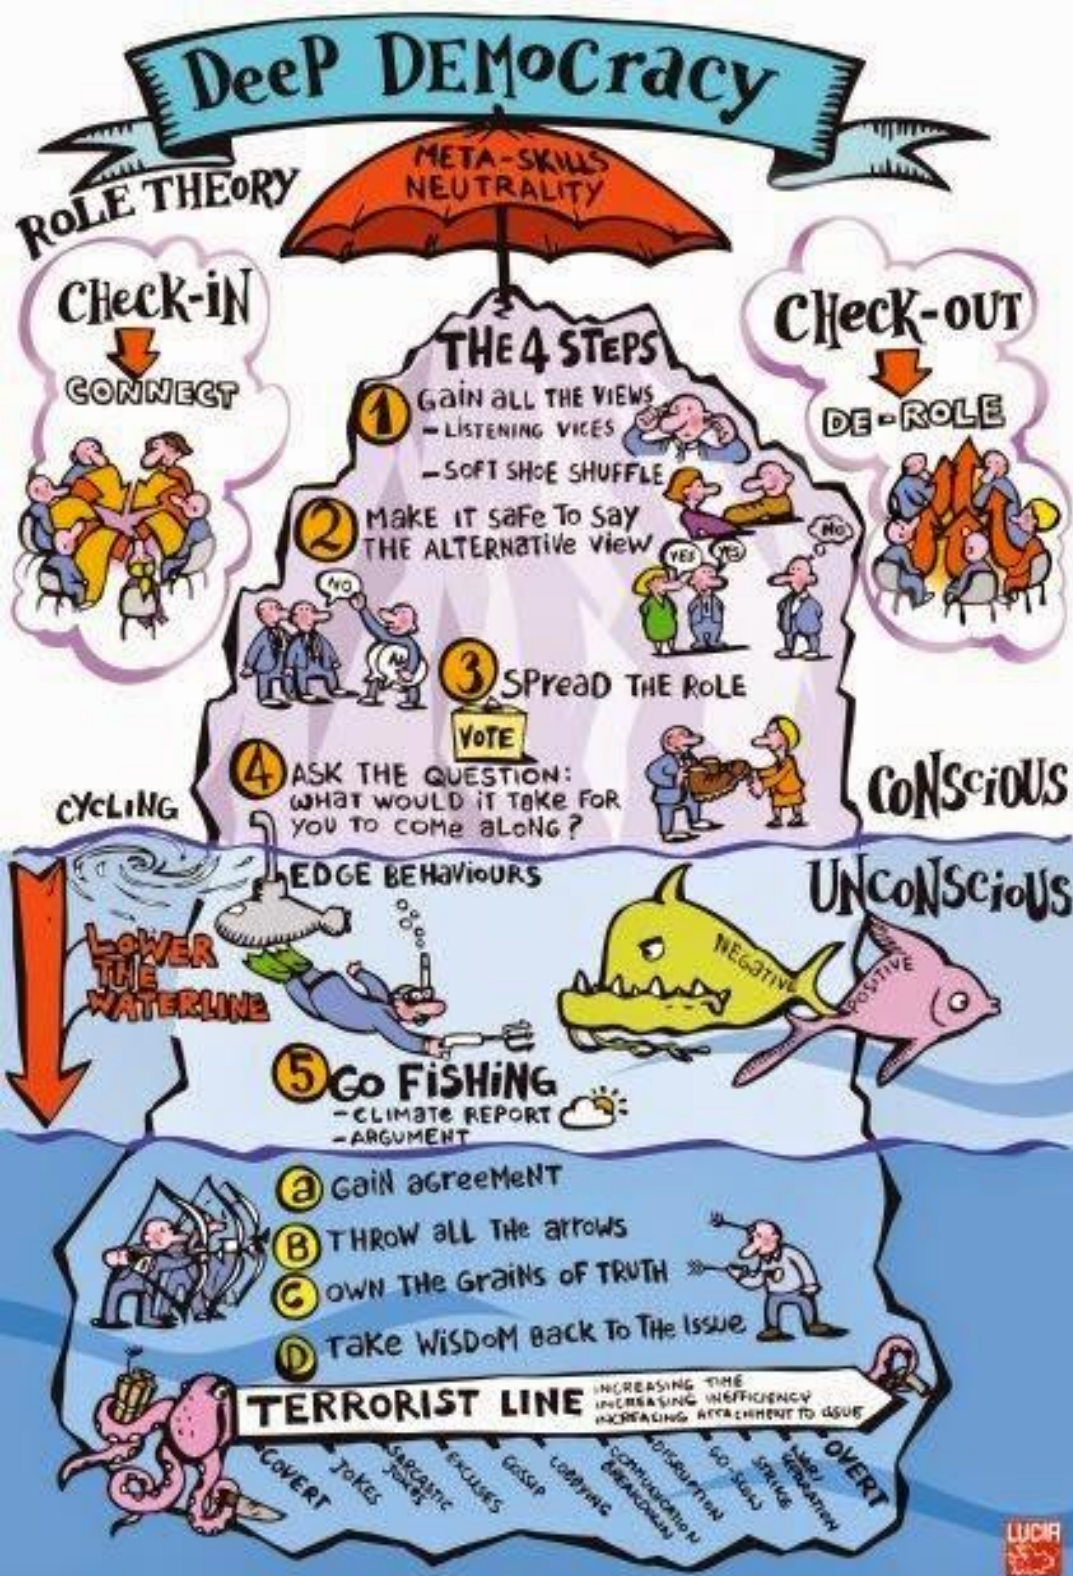 DeeP DEMoCracy
META-SKILLS
NEUTRALITY
ROLE THEORY
CHeck-iN
CONNECT
CHeck-OUT
DE-ROLE
THE 4 STEPS
1 GaiN aLL THE VIEWS
- LISTENING VICES
- SOFT SHOE SHUFFLE
2 MaKE IT SaFe To Say
THE ALTERNaTiVe View
YES YES NO
NO
NO
3 SPreaD THE ROLE
VOTE
4 ASK THE QUESTION:
WHaT WOULD iT TaKe FoR
YOU TO COMe aLoNG?
CYCLING
CONSciOUS
UNCONSciOUS
EDGE BEHaViOURS
LOWER
THE
WATERLINE
NEGaTiVE
POSITIVE
5 GO FiSHiNG
- CLIMaTe REPORT
- ARGUMENT
a GaiN aGreeMeNT
B THROW aLL THe arrows
C OWN THe GraiNS OF TRUTH
D TaKe WiSDOM Back To THe Issue
TERRORIST LINE
INCREASING TIME
INCREASING INEFFICIENCY
INCREASING ATTACHMENT TO ISSUE
COVERT
JOKES
SARCASTIC
JOKES
EXCUSES
GOSSIP
LOBBYING
COMMUNICATION
BREAKDOWN
DISRUPTION
GO SLOW
STRIKE
WAR/
SEPARATION
OVERT
LUCIA